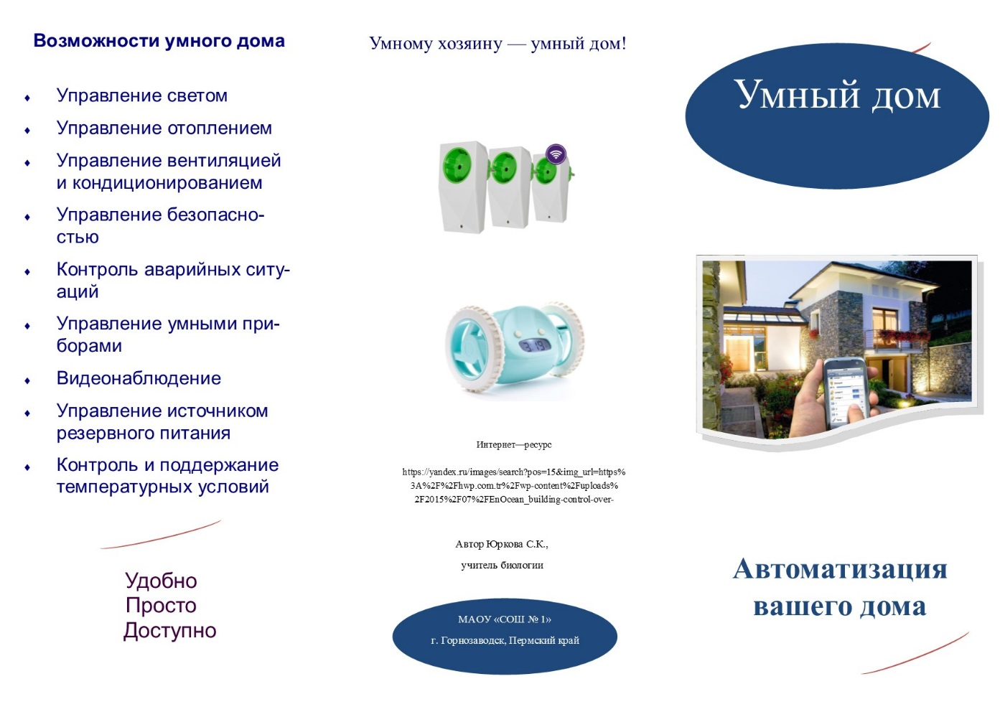 Возможности умного дома
Управление светом
Управление отоплением
Управление вентиляцией
и кондиционированием
Управление безопасно-
стью
Контроль аварийных ситу-
аций
Управление умными при-
борами
Видеонаблюдение
Управление источником
резервного питания
Контроль и поддержание
температурных условий
Удобно
Просто
Доступно
Умному хозяину — умный дом!
3 19
Интернет—ресурс
https://yandex.ru/images/search?pos=15&img_url=https%
3A%2F%2Fhwp.com.tr%2Fwp-content%2Fuploads%
2F2015%2F07%2FEnOcean_building-control-over-
Автор Юркова С.К.,
учитель биологии
МАОУ «СОШ № 1»
г. Горнозаводск, Пермский край
Умный дом
Автоматизация
вашего дома